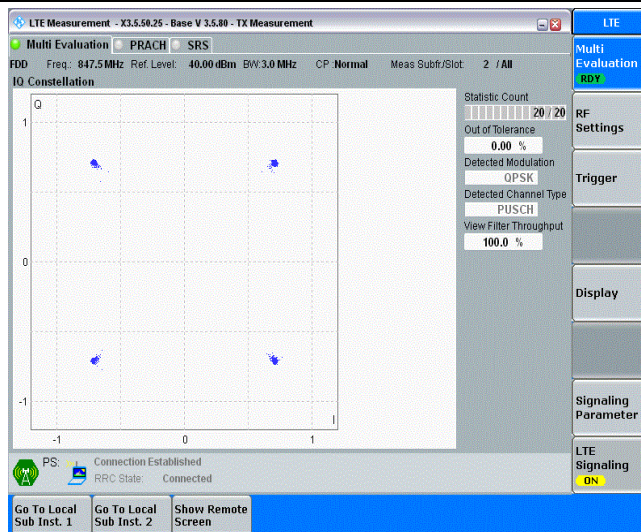 LTE Measurement - X3.5.50.25 - Base V 3.5.80 - TX Measurement
LTE
Multi Evaluation PRACH SRS
FDD Freq.: 847.5 MHz Ref. Level: 40.00 dBm BW: 3.0 MHz CP :Normal Meas Subfr./Slot: 2 / All
IQ Constellation
Q
1
0
-1
I
-1 0 1
Statistic Count
20 / 20
Out of Tolerance
0.00 %
Detected Modulation
QPSK
Detected Channel Type
PUSCH
View Filter Throughput
100.0 %
Multi
Evaluation
RDY
RF
Settings
Trigger
Display
Signaling
Parameter
LTE
Signaling
ON
PS: Connection Established
RRC State: Connected
Go To Local
Sub Inst. 1
Go To Local
Sub Inst. 2
Show Remote
Screen